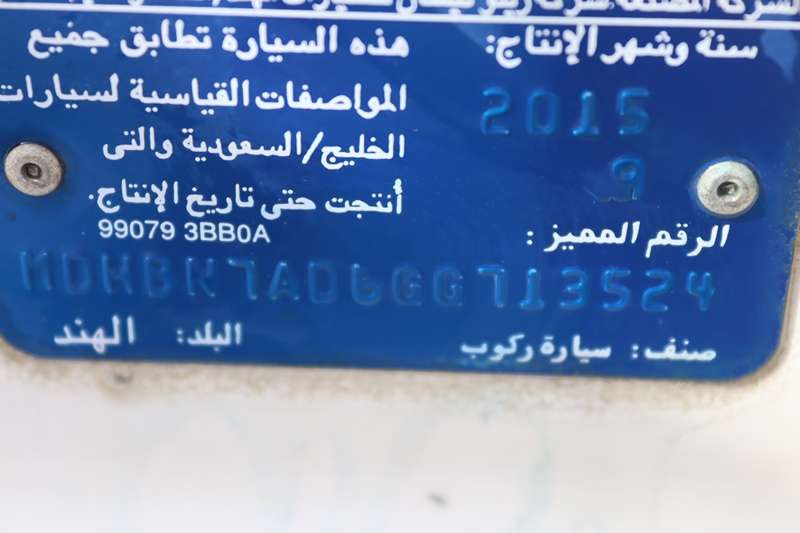 سنة وشهر الإنتاج:
2015
9
هذه السيارة تطابق جميع
المواصفات القياسية لسيارات
الخليج/السعودية والتى
أنتجت حتى تاريخ الإنتاج.
99079 3BB0A
الرقم المميز :
MDHBN7AD6GG713524
صنف: سيارة ركوب
البلد: الهند